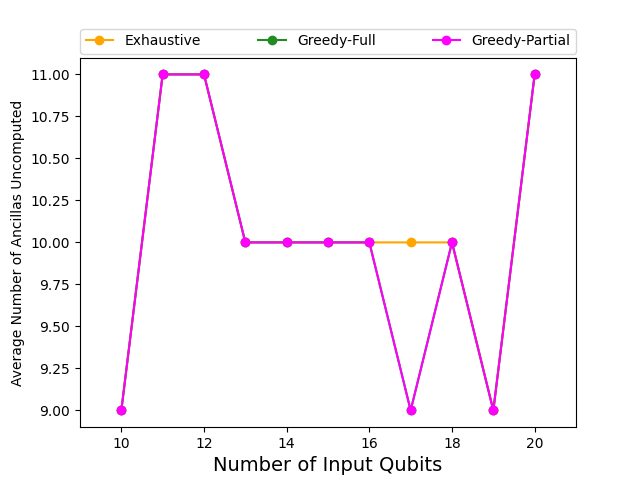 Exhaustive Greedy-Full Greedy-Partial
11.00
10.75
10.50
10.25
10.00
9.75
9.50
9.25
9.00
Average Number of Ancillas Uncomputed
10 12 14 16 18 20
Number of Input Qubits